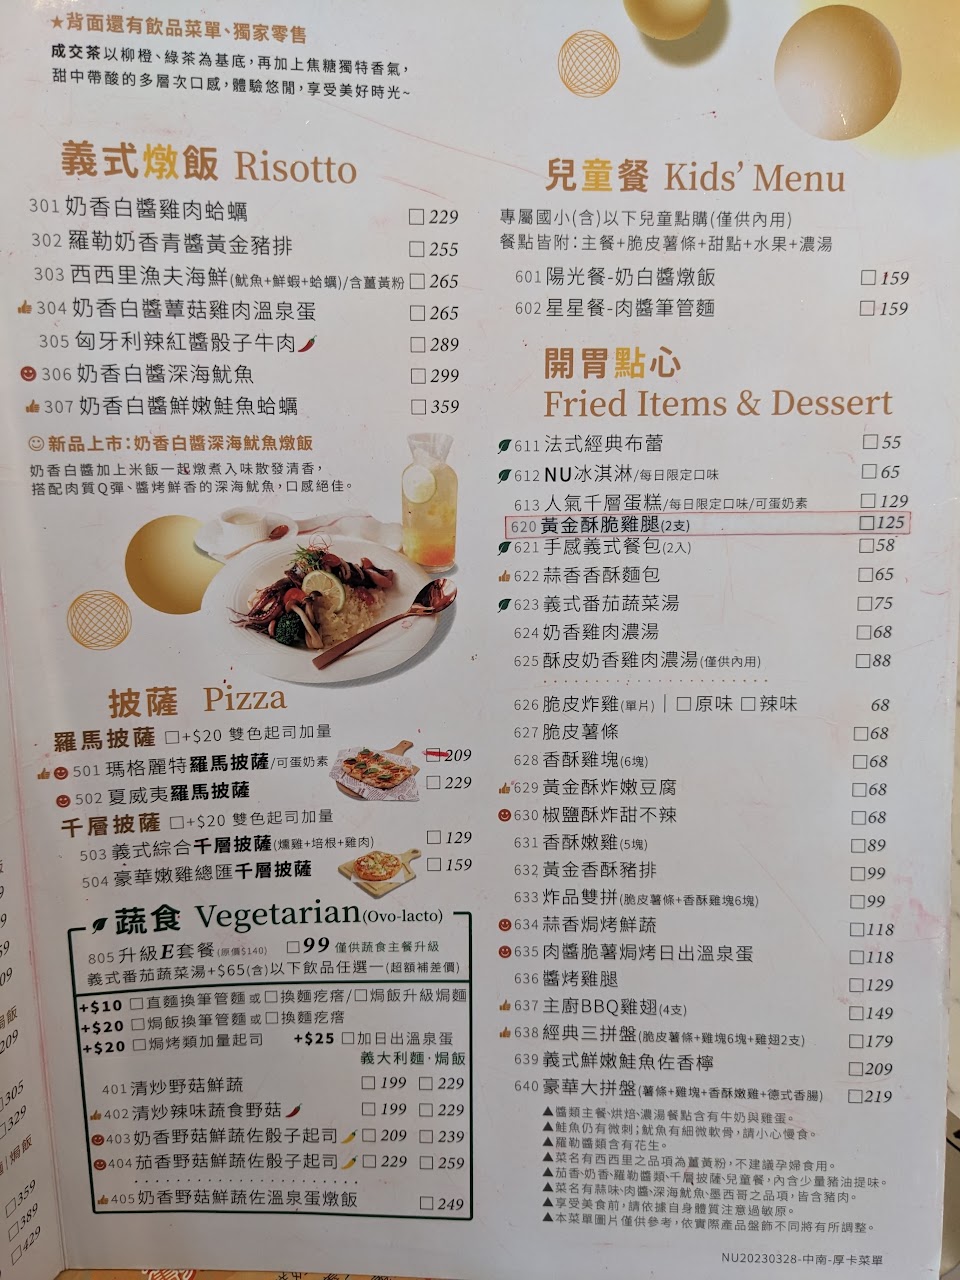 ★背面還有飲品菜單、獨家零售
成交茶以柳橙、綠茶為基底,再加上焦糖獨特香氣,
甜中帶酸的多層次口感,體驗悠閒,享受美好時光~
義式燉飯 Risotto
301 奶香白醬雞肉蛤蠣 □229
302 羅勒奶香青醬黃金豬排 □255
303 西西里漁夫海鮮(魷魚+鮮蝦+蛤蠣)/含薑黃粉 □265
304 奶香白醬蕈菇雞肉溫泉蛋 □265
305 匈牙利辣紅醬骰子牛肉 □289
306 奶香白醬深海魷魚 □299
307 奶香白醬鮮嫩鮭魚蛤蠣 □359
新品上市:奶香白醬深海魷魚燉飯
奶香白醬加上米飯一起燉煮入味散發清香,
搭配肉質Q彈、醬烤鮮香的深海魷魚,口感絕佳。
披薩 Pizza
羅馬披薩 □+$20 雙色起司加量
501 瑪格麗特羅馬披薩/可蛋奶素 □209
502 夏威夷羅馬披薩 □229
千層披薩 □+$20 雙色起司加量
503 義式綜合千層披薩(燻雞+培根+雞肉) □129
504 豪華嫩雞總匯千層披薩 □159
蔬食 Vegetarian(Ovo-lacto)
805 升級E套餐(原價$140) □99 僅供蔬食主餐升級
義式番茄蔬菜湯+$65(含)以下飲品任選一(超額補差價)
+$10 □直麵換筆管麵 或 □換麵疙瘩/□焗飯升級焗麵
+$20 □焗飯換筆管麵 或 □換麵疙瘩
+$20 □焗烤類加量起司 +$25 □加日出溫泉蛋
義大利麵·焗飯
401 清炒野菇鮮蔬 □199 □229
402 清炒辣味蔬食野菇 □199 □229
403 奶香野菇鮮蔬佐骰子起司 □209 □239
404 茄香野菇鮮蔬佐骰子起司 □229 □259
405 奶香野菇鮮蔬佐溫泉蛋燉飯 □249
兒童餐 Kids' Menu
專屬國小(含)以下兒童點購(僅供內用)
餐點皆附:主餐+脆皮薯條+甜點+水果+濃湯
601 陽光餐-奶白醬燉飯 □159
602 星星餐-肉醬筆管麵 □159
開胃點心
Fried Items & Dessert
611 法式經典布蕾 □55
612 NU冰淇淋/每日限定口味 □65
613 人氣千層蛋糕/每日限定口味/可蛋奶素 □129
620 黃金酥脆雞腿(2支) □125
621 手感義式餐包(2入) □58
622 蒜香香酥麵包 □65
623 義式番茄蔬菜湯 □75
624 奶香雞肉濃湯 □68
625 酥皮奶香雞肉濃湯(僅供內用) □88
626 脆皮炸雞(單片)｜□原味 □辣味 68
627 脆皮薯條 □68
628 香酥雞塊(6塊) □68
629 黃金酥炸嫩豆腐 □68
630 椒鹽酥炸甜不辣 □68
631 香酥嫩雞(5塊) □89
632 黃金香酥豬排 □99
633 炸品雙拼(脆皮薯條+香酥雞塊6塊) □99
634 蒜香焗烤鮮蔬 □118
635 肉醬脆薯焗烤日出溫泉蛋 □118
636 醬烤雞腿 □129
637 主廚BBQ雞翅(4支) □149
638 經典三拼盤(脆皮薯條+雞塊6塊+雞翅2支) □179
639 義式鮮嫩鮭魚佐香檸 □209
640 豪華大拼盤(薯條+雞塊+香酥嫩雞+德式香腸) □219
▲醬類主餐、烘焙、濃湯餐點含有牛奶與雞蛋。
▲鮭魚仍有微刺;魷魚有細微軟骨,請小心慢食。
▲羅勒醬類含有花生。
▲菜名有西西里之品項為薑黃粉,不建議孕婦食用。
▲茄香、奶香、羅勒醬類、千層披薩、兒童餐,內含少量豬油提味。
▲菜名有蒜味、肉醬、深海魷魚、墨西哥之品項,皆含豬肉。
▲享受美食前,請依據自身體質注意過敏原。
▲本菜單圖片僅供參考,依實際產品盤飾不同將有所調整。
NU20230328-中南-厚卡菜單